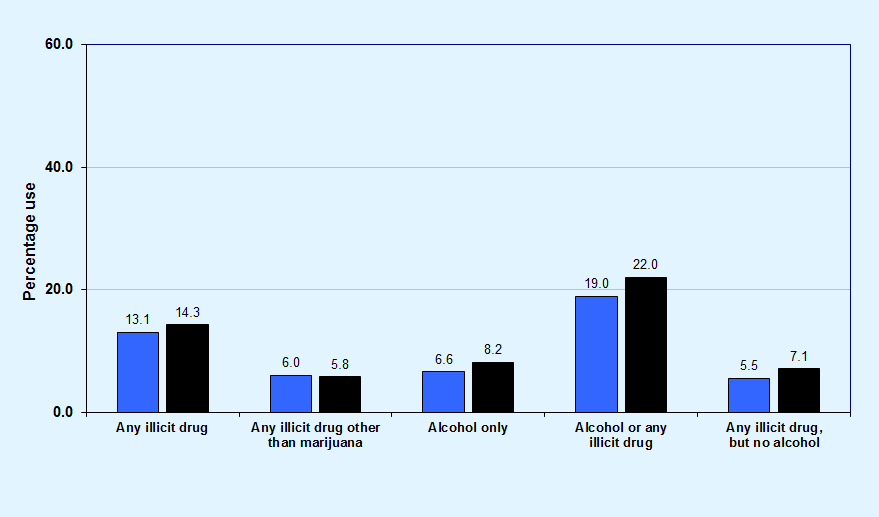 60.0
40.0
20.0
0.0
Percentage use
13.1
14.3
6.0
5.8
6.6
8.2
19.0
22.0
5.5
7.1
Any illicit drug
Any illicit drug other
than marijuana
Alcohol only
Alcohol or any
illicit drug
Any illicit drug,
but no alcohol